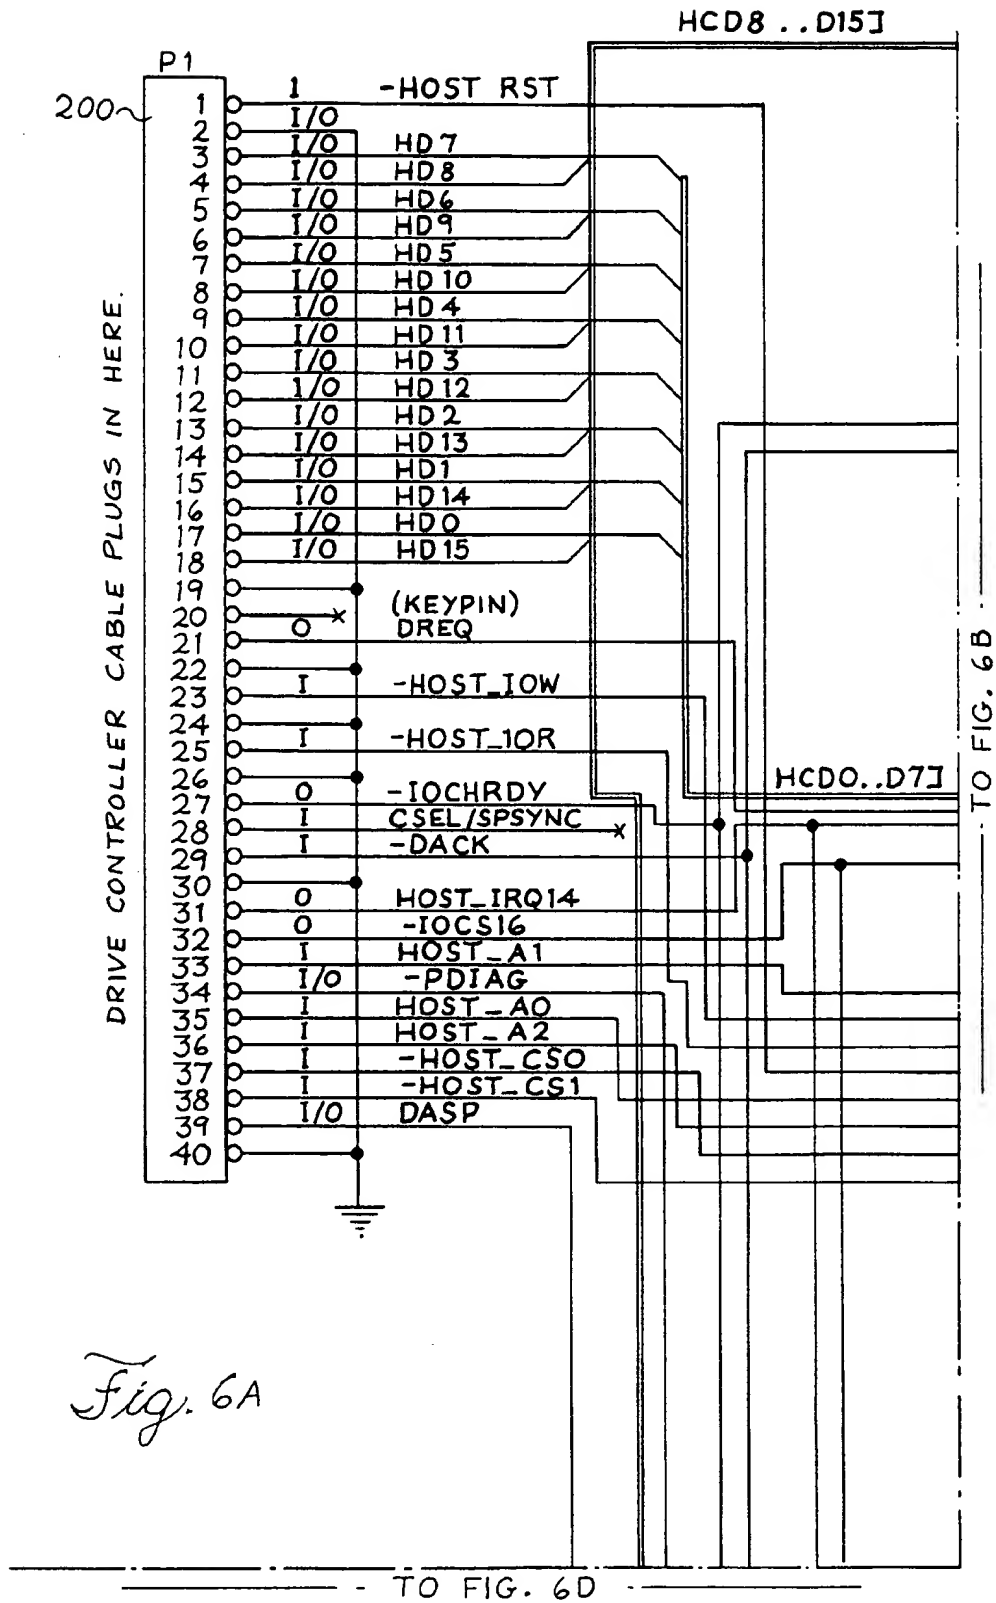 HCD8 ..D15]
P1
200
1 1 -HOST RST
2 I/O
3 I/O HD7
4 I/O HD8
5 I/O HD6
6 I/O HD9
7 I/O HD5
8 I/O HD10
9 I/O HD4
10 I/O HD11
11 I/O HD3
12 1/0 HD12
13 I/O HD2
14 I/O HD13
15 I/O HD1
16 I/O HD14
17 I/O HD0
18 I/O HD15
19
20 (KEYPIN)
21 O DREQ
22
23 I -HOST_IOW
24
25 I -HOST_1OR
26
27 O -IOCHRDY
28 I CSEL/SPSYNC
29 I -DACK
30
31 O HOST_IRQ14
32 O -IOCS16
33 I HOST_A1
34 I/O -PDIAG
35 I HOST_A0
36 I HOST_A2
37 I -HOST_CS0
38 I -HOST_CS1
39 I/O DASP
40
HCD0..D7]
DRIVE CONTROLLER CABLE PLUGS IN HERE.
TO FIG. 6B
Fig. 6A
TO FIG. 6D